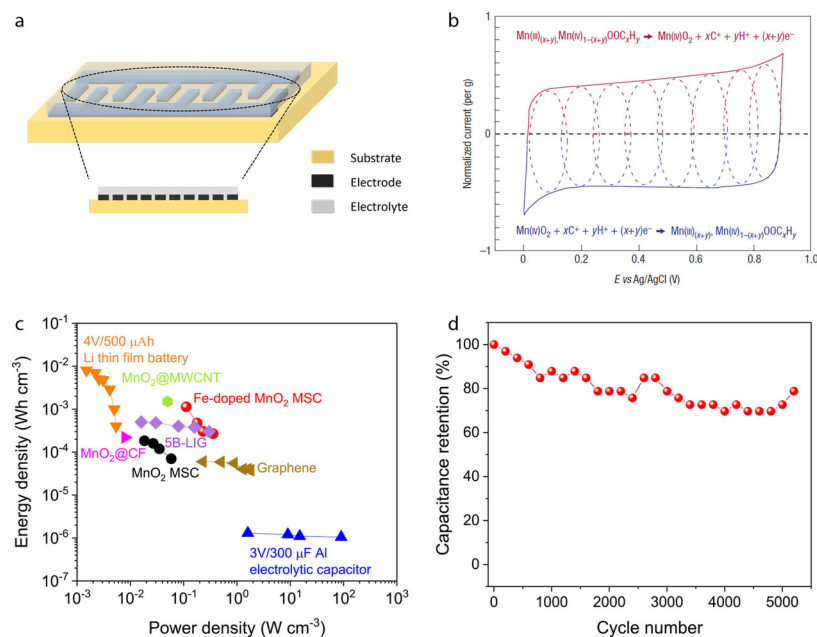 a
Substrate
Electrode
Electrolyte
b
Mn(III)(x+y),Mn(IV)1–(x+y)OOCxHy → Mn(IV)O2 + xC+ + yH+ + (x+y)e–
Normalized current (per g)
1
0
–1
Mn(IV)O2 + xC+ + yH+ + (x+y)e– → Mn(III)(x+y), Mn(IV)1–(x+y)OOCxHy
0 0.2 0.4 0.6 0.8 1.0
E vs Ag/AgCl (V)
c
Energy density (Wh cm-3)
10-1
10-2
10-3
10-4
10-5
10-6
10-7
4V/500 μAh
Li thin film battery
MnO2@MWCNT
Fe-doped MnO2 MSC
5B-LIG
MnO2@CF
MnO2 MSC
Graphene
3V/300 μF Al
electrolytic capacitor
10-3 10-2 10-1 100 101 102 103
Power density (W cm-3)
d
Capacitance retention (%)
100
80
60
40
20
0
0 1000 2000 3000 4000 5000
Cycle number